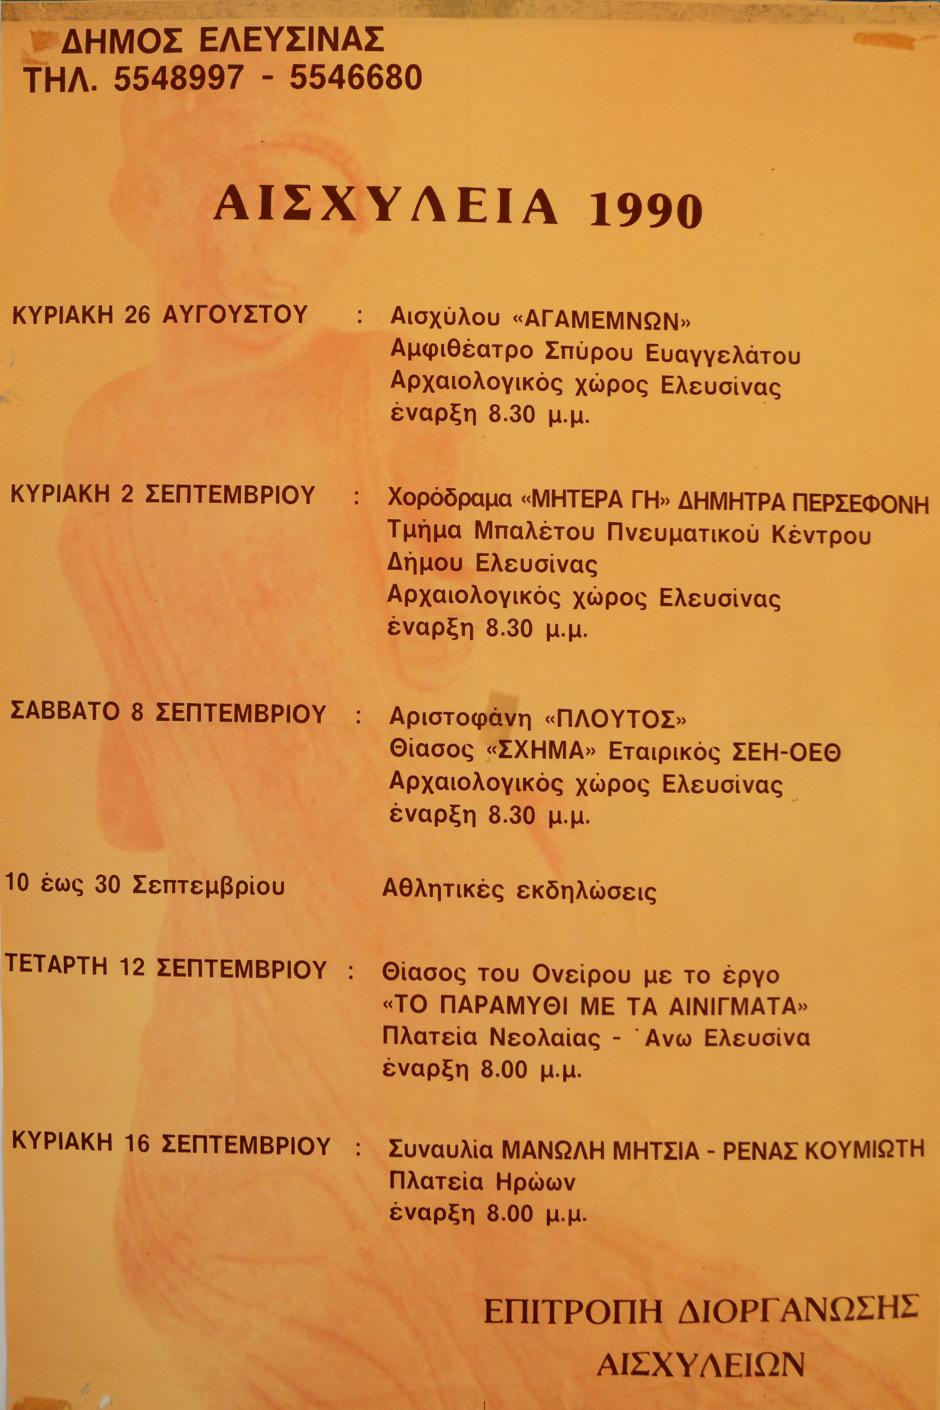 ΔΗΜΟΣ ΕΛΕΥΣΙΝΑΣ
ΤΗΛ. 5548997 - 5546680
ΑΙΣΧΥΛΕΙΑ 1990
ΚΥΡΙΑΚΗ 26 ΑΥΓΟΥΣΤΟΥ : Αισχύλου «ΑΓΑΜΕΜΝΩΝ»
Αμφιθέατρο Σπύρου Ευαγγελάτου
Αρχαιολογικός χώρος Ελευσίνας
έναρξη 8.30 μ.μ.
ΚΥΡΙΑΚΗ 2 ΣΕΠΤΕΜΒΡΙΟΥ : Χορόδραμα «ΜΗΤΕΡΑ ΓΗ» ΔΗΜΗΤΡΑ ΠΕΡΣΕΦΟΝΗ
Τμήμα Μπαλέτου Πνευματικού Κέντρου
Δήμου Ελευσίνας
Αρχαιολογικός χώρος Ελευσίνας
έναρξη 8.30 μ.μ.
ΣΑΒΒΑΤΟ 8 ΣΕΠΤΕΜΒΡΙΟΥ : Αριστοφάνη «ΠΛΟΥΤΟΣ»
Θίασος «ΣΧΗΜΑ» Εταιρικός ΣΕΗ-ΟΕΘ
Αρχαιολογικός χώρος Ελευσίνας
έναρξη 8.30 μ.μ.
10 έως 30 Σεπτεμβρίου Αθλητικές εκδηλώσεις
ΤΕΤΑΡΤΗ 12 ΣΕΠΤΕΜΒΡΙΟΥ : Θίασος του Ονείρου με το έργο
«ΤΟ ΠΑΡΑΜΥΘΙ ΜΕ ΤΑ ΑΙΝΙΓΜΑΤΑ»
Πλατεία Νεολαίας - Άνω Ελευσίνα
έναρξη 8.00 μ.μ.
ΚΥΡΙΑΚΗ 16 ΣΕΠΤΕΜΒΡΙΟΥ : Συναυλία ΜΑΝΩΛΗ ΜΗΤΣΙΑ - ΡΕΝΑΣ ΚΟΥΜΙΩΤΗ
Πλατεία Ηρώων
έναρξη 8.00 μ.μ.
ΕΠΙΤΡΟΠΗ ΔΙΟΡΓΑΝΩΣΗΣ
ΑΙΣΧΥΛΕΙΩΝ